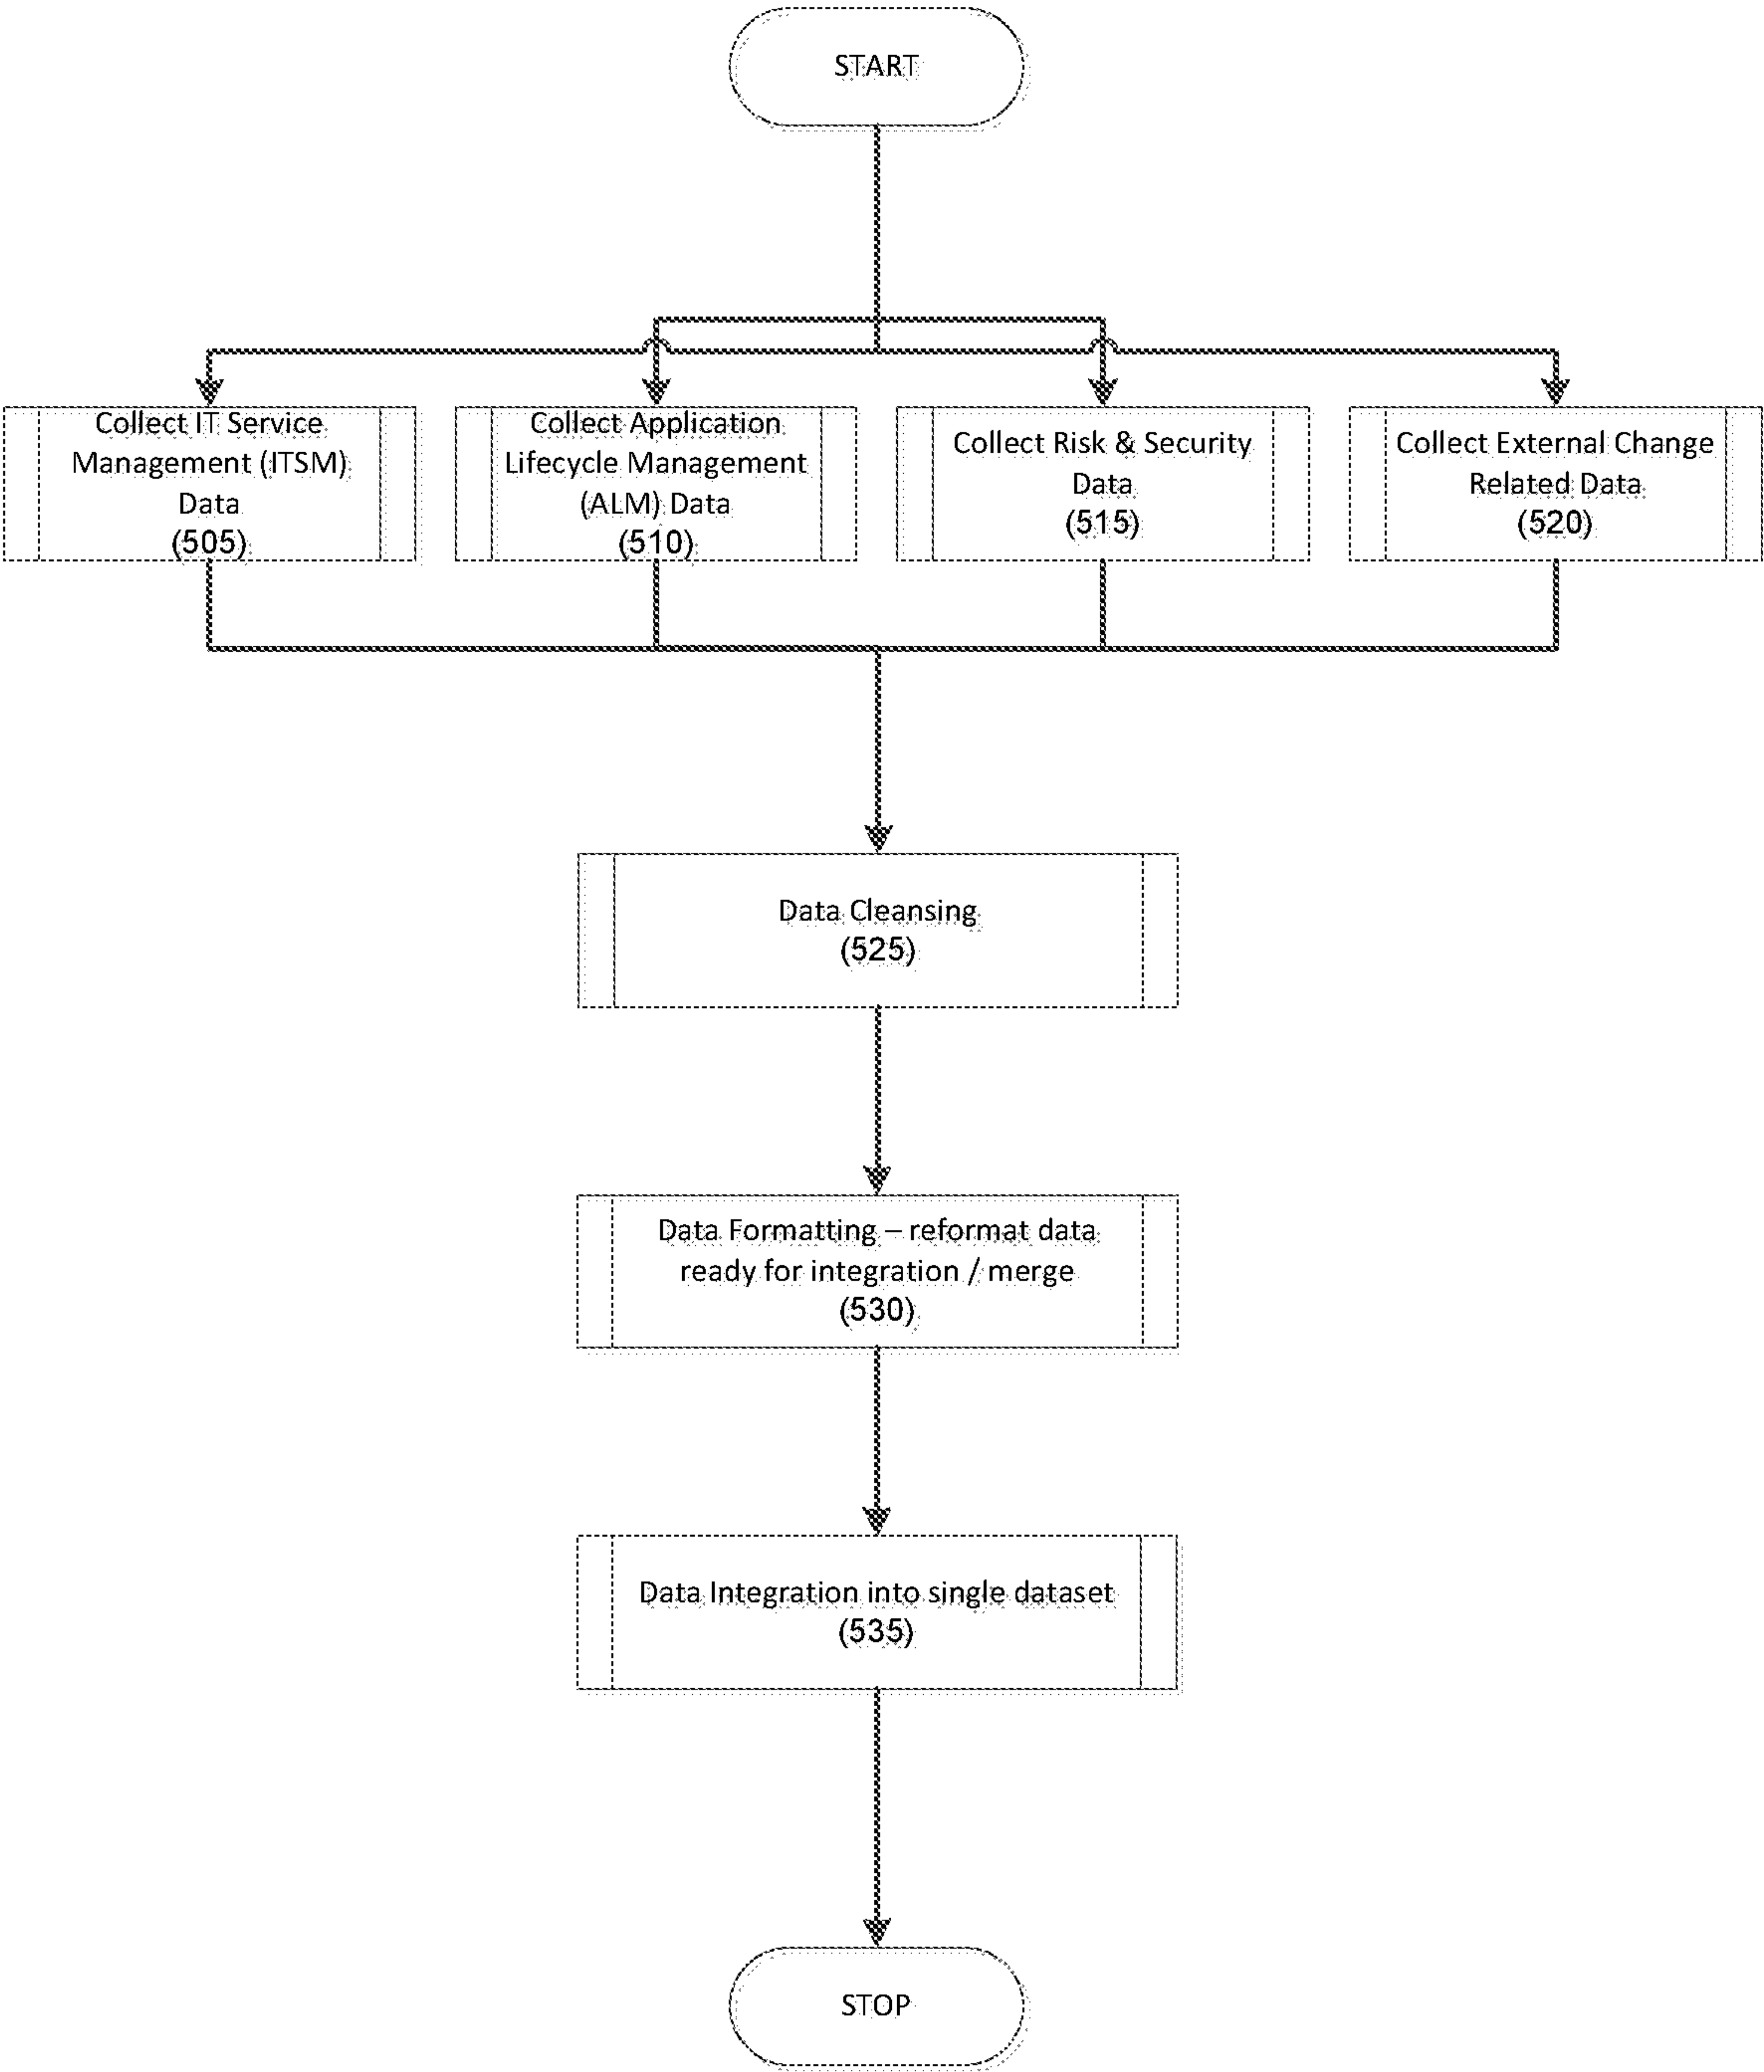 START
Collect IT Service
Management (ITSM)
Data
(505)
Collect Application
Lifecycle Management
(ALM) Data
(510)
Collect Risk & Security
Data
(515)
Collect External Change
Related Data
(520)
Data Cleansing
(525)
Data Formatting – reformat data
ready for integration / merge
(530)
Data Integration into single dataset
(535)
STOP